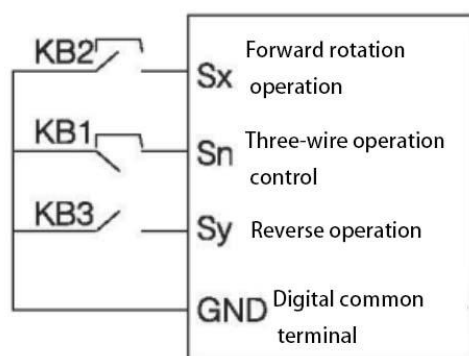 KB2
Sx Forward rotation
operation
KB1
Sn Three-wire operation
control
KB3
Sy Reverse operation
GND Digital common
terminal